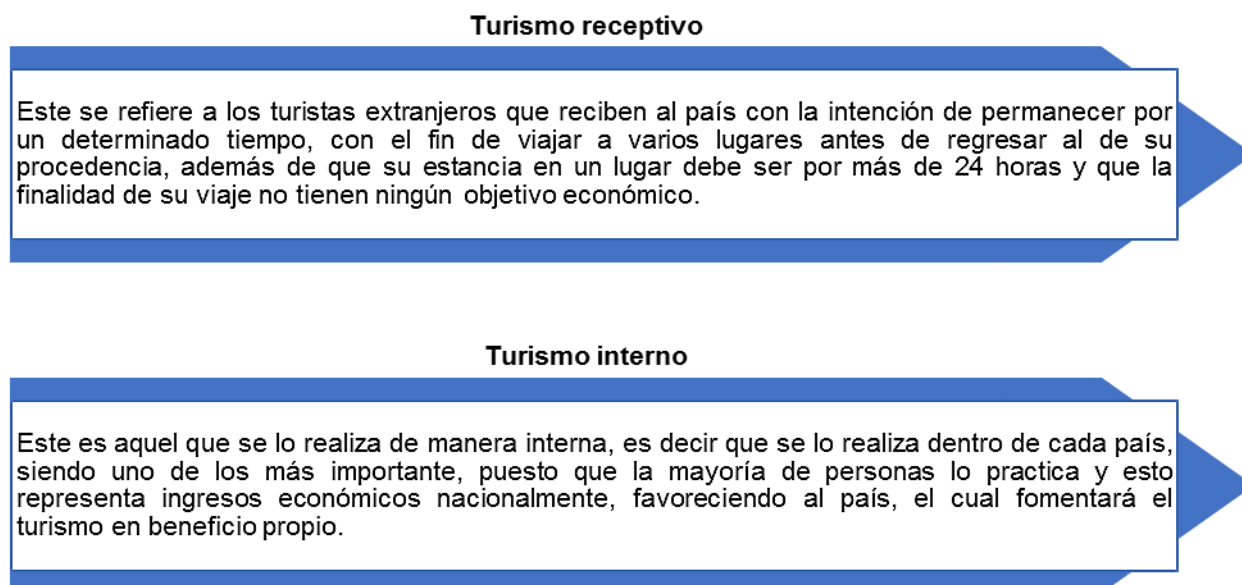 Turismo receptivo
Este se refiere a los turistas extranjeros que reciben al país con la intención de permanecer por
un determinado tiempo, con el fin de viajar a varios lugares antes de regresar al de su
procedencia, además de que su estancia en un lugar debe ser por más de 24 horas y que la
finalidad de su viaje no tienen ningún objetivo económico.
Turismo interno
Este es aquel que se lo realiza de manera interna, es decir que se lo realiza dentro de cada país,
siendo uno de los más importante, puesto que la mayoría de personas lo practica y esto
representa ingresos económicos nacionalmente, favoreciendo al país, el cual fomentará el
turismo en beneficio propio.